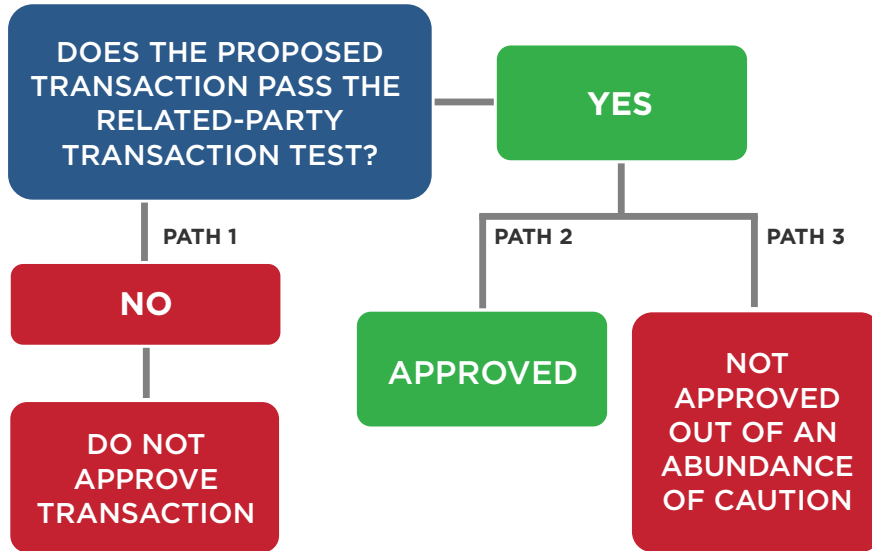 DOES THE PROPOSED
TRANSACTION PASS THE
RELATED-PARTY
TRANSACTION TEST?
YES
PATH 1
PATH 2
PATH 3
NO
APPROVED
NOT
APPROVED
OUT OF AN
ABUNDANCE
OF CAUTION
DO NOT
APPROVE
TRANSACTION